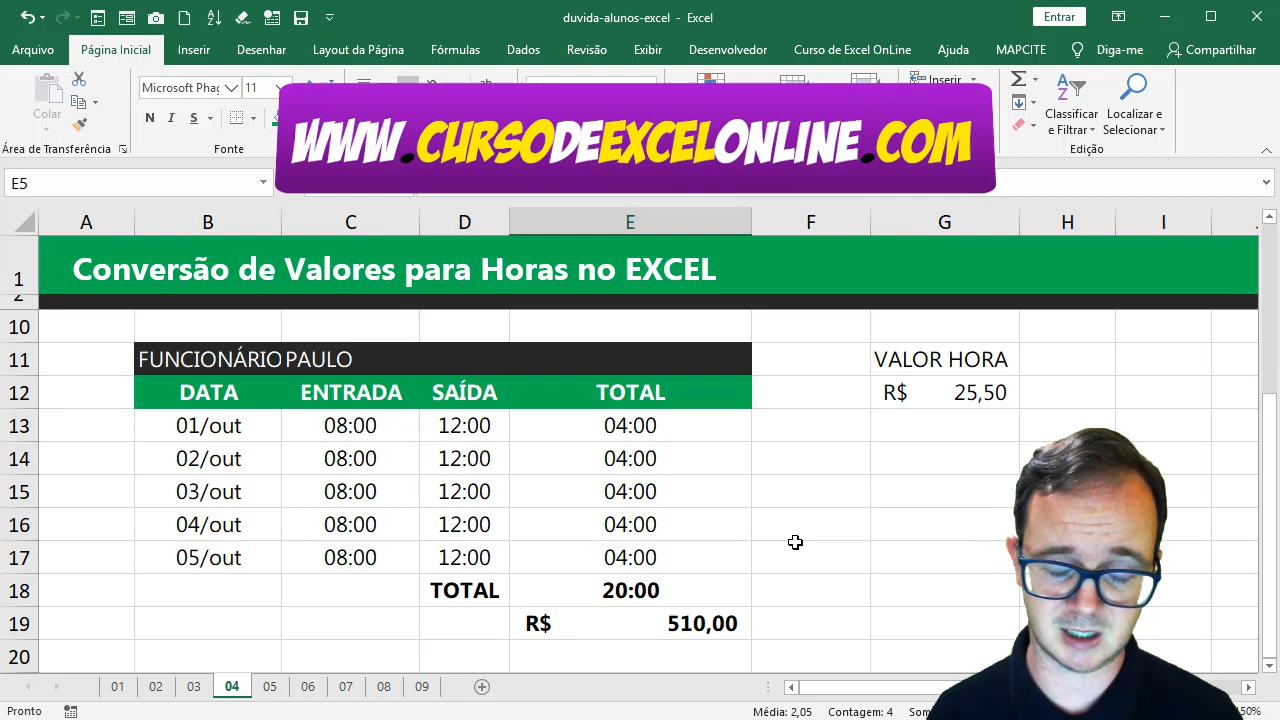 duvida-alunos-excel - Excel
Entrar
Arquivo Página Inicial Inserir Desenhar Layout da Página Fórmulas Dados Revisão Exibir Desenvolvedor Curso de Excel OnLine Ajuda MAPCITE Diga-me Compartilhar
Colar
Microsoft Phag 11
N I S
Inserir
Classificar e Filtrar
Localizar e Selecionar
Área de Transferência
Fonte
Edição
WWW.CURSODEEXCELONLINE.COM
E5
A B C D E F G H I
1 Conversão de Valores para Horas no EXCEL
2
10
11 FUNCIONÁRIO PAULO VALOR HORA
12 DATA ENTRADA SAÍDA TOTAL R$ 25,50
13 01/out 08:00 12:00 04:00
14 02/out 08:00 12:00 04:00
15 03/out 08:00 12:00 04:00
16 04/out 08:00 12:00 04:00
17 05/out 08:00 12:00 04:00
18 TOTAL 20:00
19 R$ 510,00
20
01 02 03 04 05 06 07 08 09
Pronto
Média: 2,05 Contagem: 4